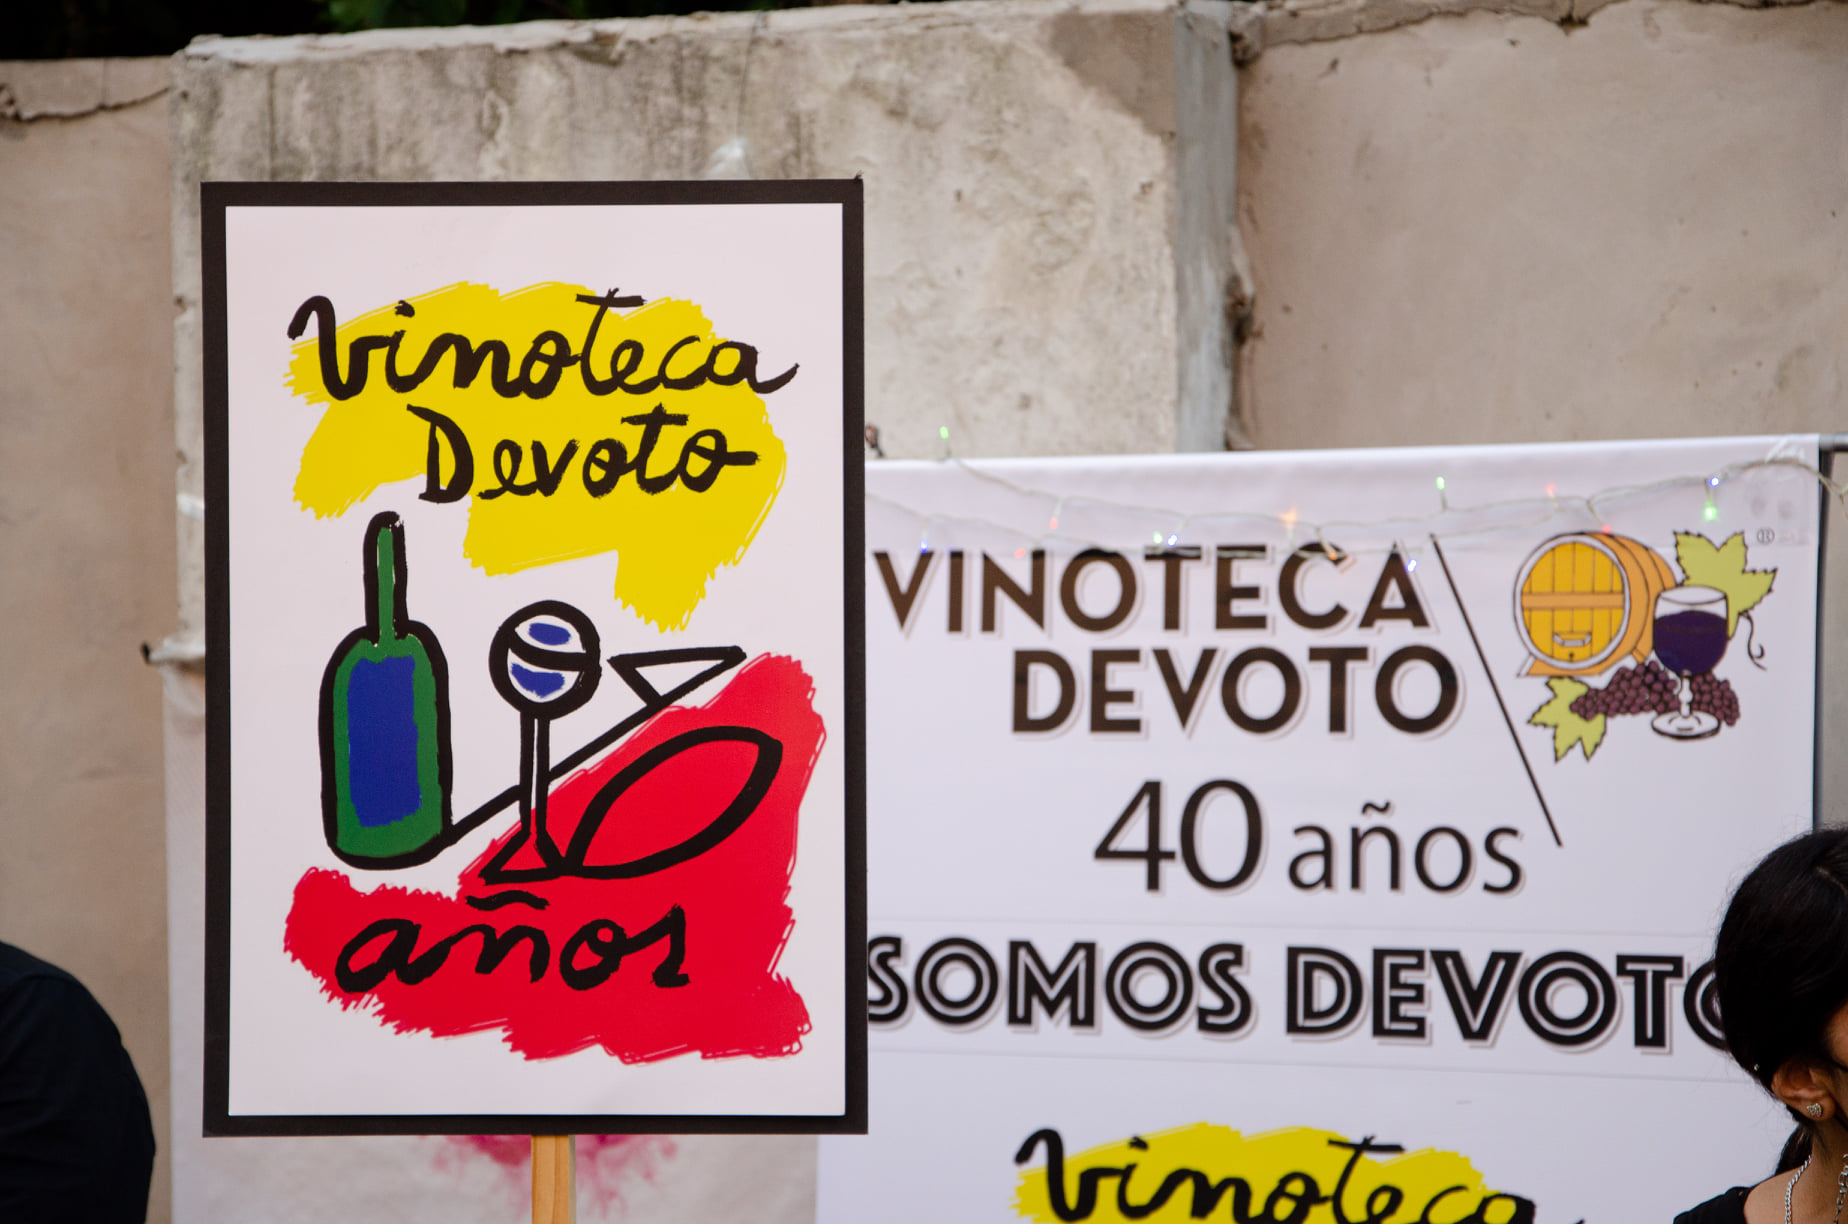 Vinoteca
Devoto
años
VINOTECA
DEVOTO
40 años
SOMOS DEVOTO
Vinoteca
®